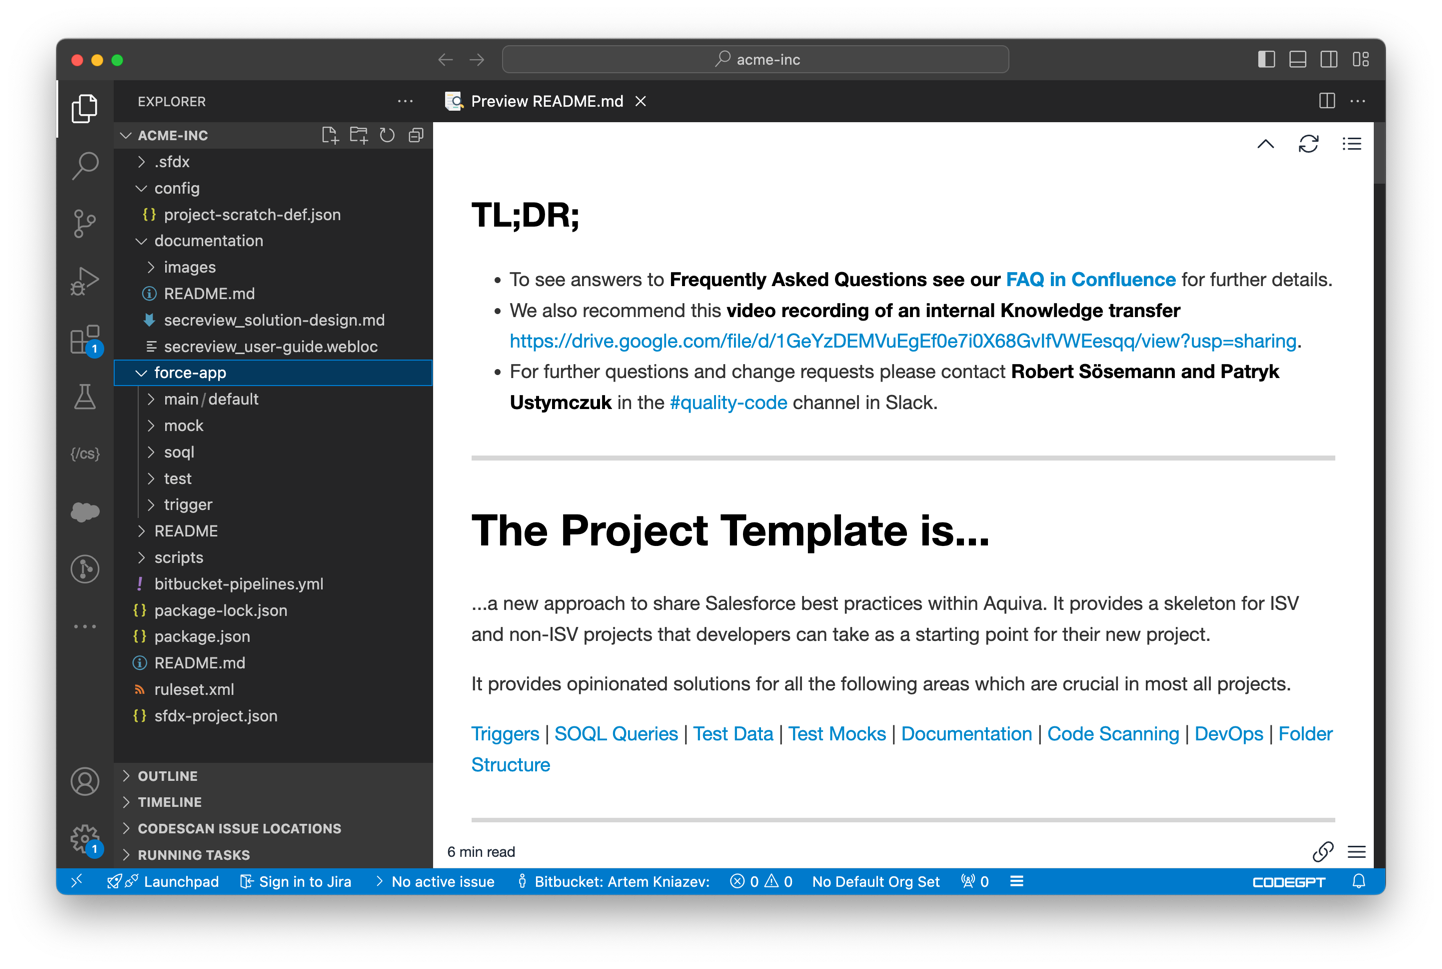 acme-inc
EXPLORER
Preview README.md
ACME-INC
.sfdx
config
{} project-scratch-def.json
documentation
images
README.md
secreview_solution-design.md
secreview_user-guide.webloc
force-app
main/default
mock
soql
test
trigger
README
scripts
! bitbucket-pipelines.yml
{} package-lock.json
{} package.json
README.md
ruleset.xml
{} sfdx-project.json
OUTLINE
TIMELINE
CODESCAN ISSUE LOCATIONS
RUNNING TASKS
{/cs}
1
1
TL;DR;
• To see answers to Frequently Asked Questions see our FAQ in Confluence for further details.
• We also recommend this video recording of an internal Knowledge transfer
https://drive.google.com/file/d/1GeYzDEMVuEgEf0e7i0X68GvIfVWEesqq/view?usp=sharing.
• For further questions and change requests please contact Robert Sösemann and Patryk
Ustymczuk in the #quality-code channel in Slack.
The Project Template is...
...a new approach to share Salesforce best practices within Aquiva. It provides a skeleton for ISV
and non-ISV projects that developers can take as a starting point for their new project.
It provides opinionated solutions for all the following areas which are crucial in most all projects.
Triggers | SOQL Queries | Test Data | Test Mocks | Documentation | Code Scanning | DevOps | Folder
Structure
6 min read
Launchpad Sign in to Jira No active issue Bitbucket: Artem Kniazev: 0 0 No Default Org Set 0 CODEGPT